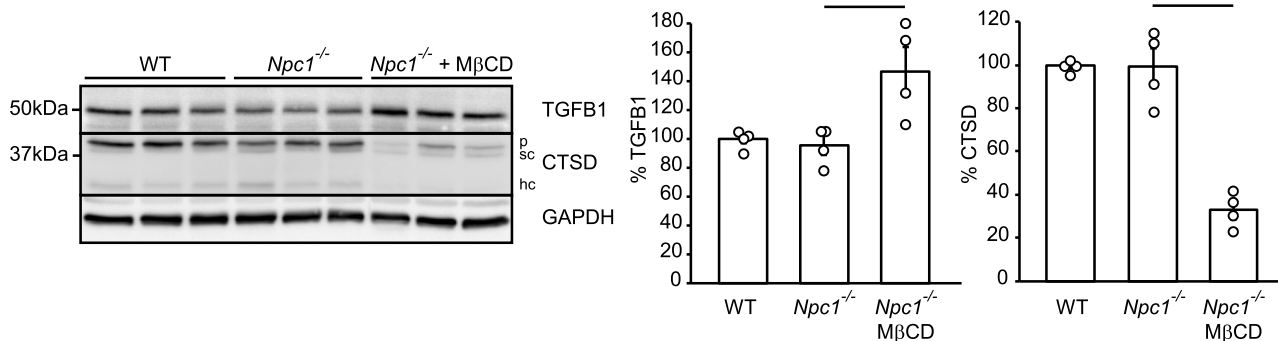 WT Npc1-/- Npc1-/- + MβCD
50kDa TGFB1
37kDa p
sc CTSD
hc
GAPDH
% TGFB1
180
160
140
120
100
80
60
40
20
0
WT Npc1-/- Npc1-/-
MβCD
% CTSD
120
100
80
60
40
20
0
WT Npc1-/- Npc1-/-
MβCD